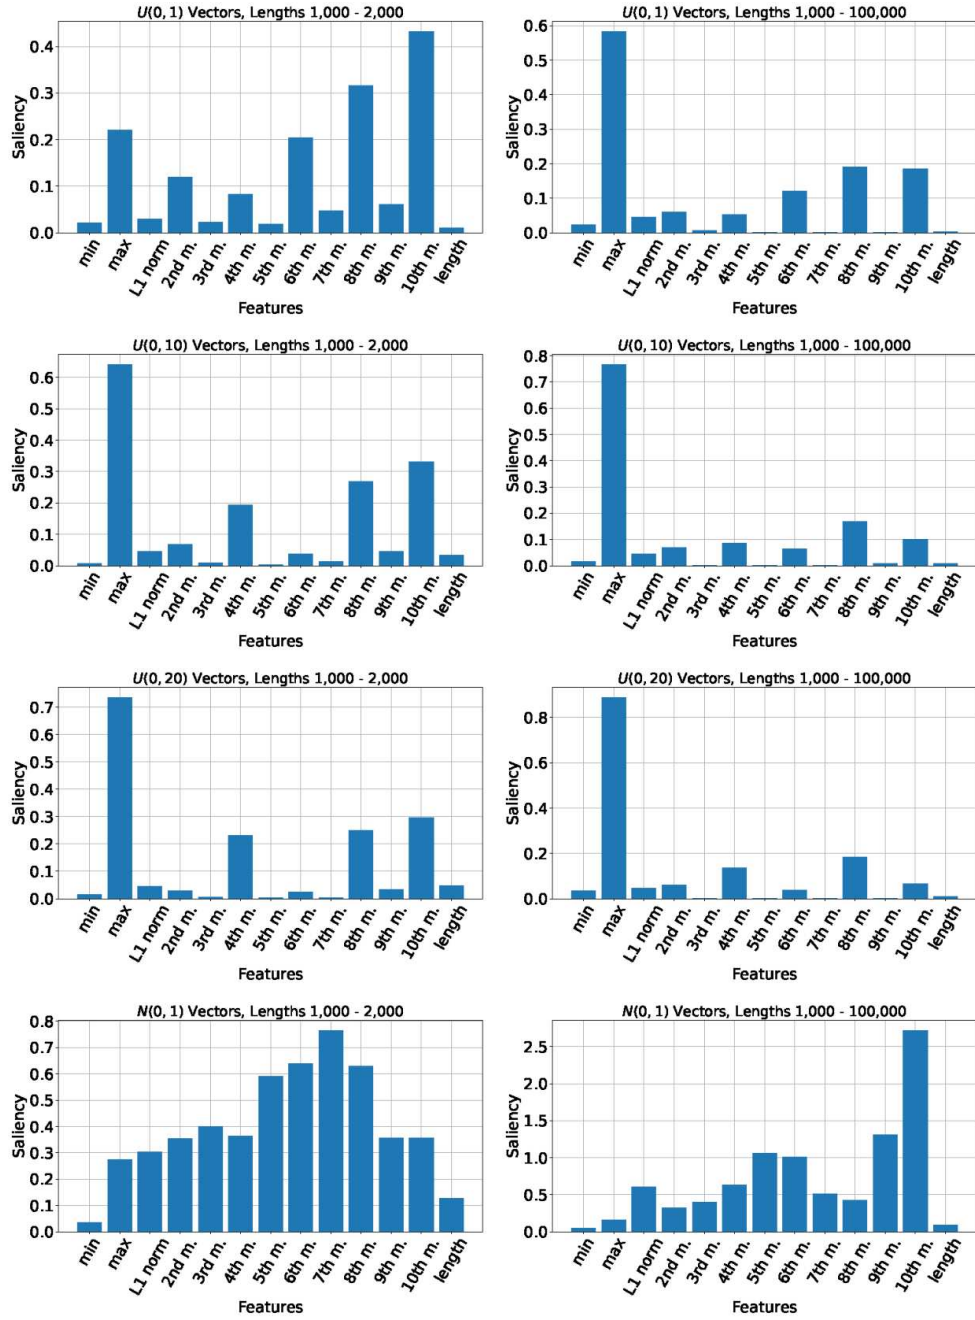 U(0, 1) Vectors, Lengths 1,000 - 2,000
Saliency
0.4
0.3
0.2
0.1
0.0
min
max
L1 norm
2nd m.
3rd m.
4th m.
5th m.
6th m.
7th m.
8th m.
9th m.
10th m.
length
Features
U(0, 1) Vectors, Lengths 1,000 - 100,000
Saliency
0.6
0.5
0.4
0.3
0.2
0.1
0.0
min
max
L1 norm
2nd m.
3rd m.
4th m.
5th m.
6th m.
7th m.
8th m.
9th m.
10th m.
length
Features
U(0, 10) Vectors, Lengths 1,000 - 2,000
Saliency
0.6
0.5
0.4
0.3
0.2
0.1
0.0
min
max
L1 norm
2nd m.
3rd m.
4th m.
5th m.
6th m.
7th m.
8th m.
9th m.
10th m.
length
Features
U(0, 10) Vectors, Lengths 1,000 - 100,000
Saliency
0.8
0.7
0.6
0.5
0.4
0.3
0.2
0.1
0.0
min
max
L1 norm
2nd m.
3rd m.
4th m.
5th m.
6th m.
7th m.
8th m.
9th m.
10th m.
length
Features
U(0, 20) Vectors, Lengths 1,000 - 2,000
Saliency
0.7
0.6
0.5
0.4
0.3
0.2
0.1
0.0
min
max
L1 norm
2nd m.
3rd m.
4th m.
5th m.
6th m.
7th m.
8th m.
9th m.
10th m.
length
Features
U(0, 20) Vectors, Lengths 1,000 - 100,000
Saliency
0.8
0.6
0.4
0.2
0.0
min
max
L1 norm
2nd m.
3rd m.
4th m.
5th m.
6th m.
7th m.
8th m.
9th m.
10th m.
length
Features
N(0, 1) Vectors, Lengths 1,000 - 2,000
Saliency
0.8
0.7
0.6
0.5
0.4
0.3
0.2
0.1
0.0
min
max
L1 norm
2nd m.
3rd m.
4th m.
5th m.
6th m.
7th m.
8th m.
9th m.
10th m.
length
Features
N(0, 1) Vectors, Lengths 1,000 - 100,000
Saliency
2.5
2.0
1.5
1.0
0.5
0.0
min
max
L1 norm
2nd m.
3rd m.
4th m.
5th m.
6th m.
7th m.
8th m.
9th m.
10th m.
length
Features